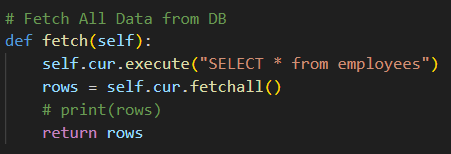 # Fetch All Data from DB
def fetch(self):
    self.cur.execute("SELECT * from employees")
    rows = self.cur.fetchall()
    # print(rows)
    return rows